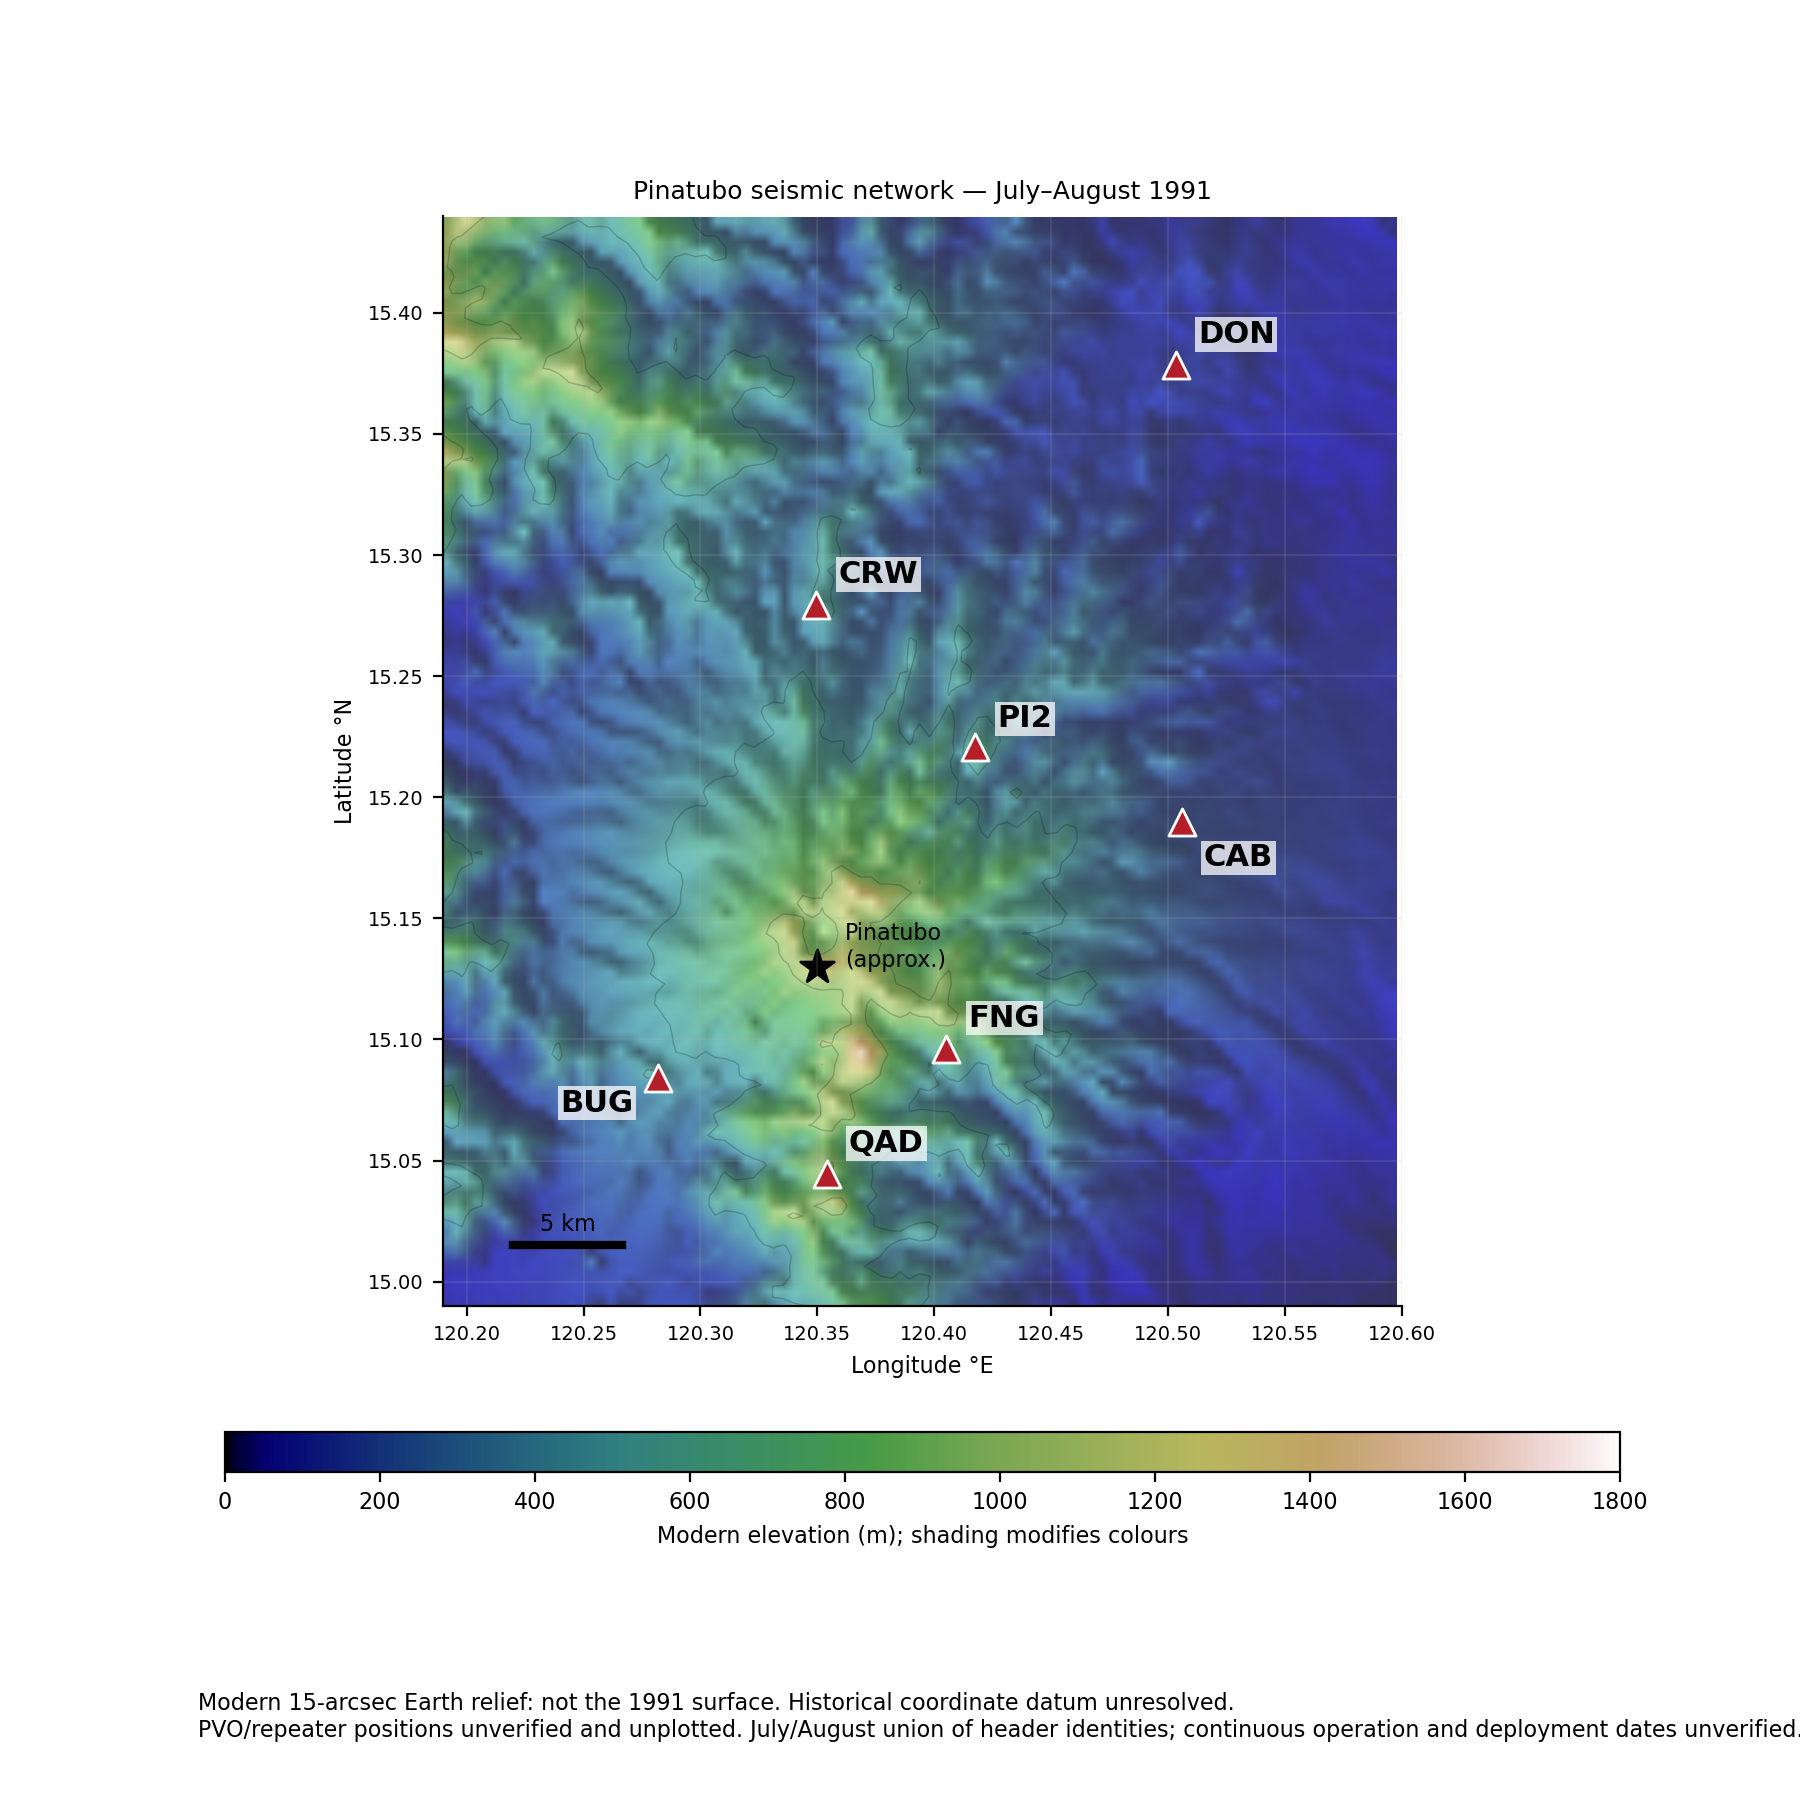 Pinatubo seismic network — July–August 1991
15.40
15.35
15.30
15.25
15.20
15.15
15.10
15.05
15.00
Latitude °N
DON
CRW
PI2
CAB
Pinatubo
(approx.)
FNG
BUG
QAD
5 km
120.20 120.25 120.30 120.35 120.40 120.45 120.50 120.55 120.60
Longitude °E
0 200 400 600 800 1000 1200 1400 1600 1800
Modern elevation (m); shading modifies colours
Modern 15-arcsec Earth relief: not the 1991 surface. Historical coordinate datum unresolved.
PVO/repeater positions unverified and unplotted. July/August union of header identities; continuous operation and deployment dates unverified.